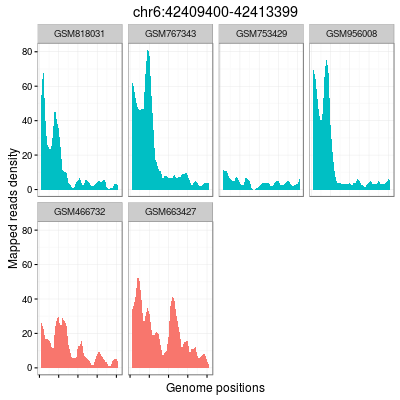 chr6:42409400-42413399
GSM818031 GSM767343 GSM753429 GSM956008
80
60
40
20
0
GSM466732 GSM663427
80
60
40
20
0
Mapped reads density
Genome positions